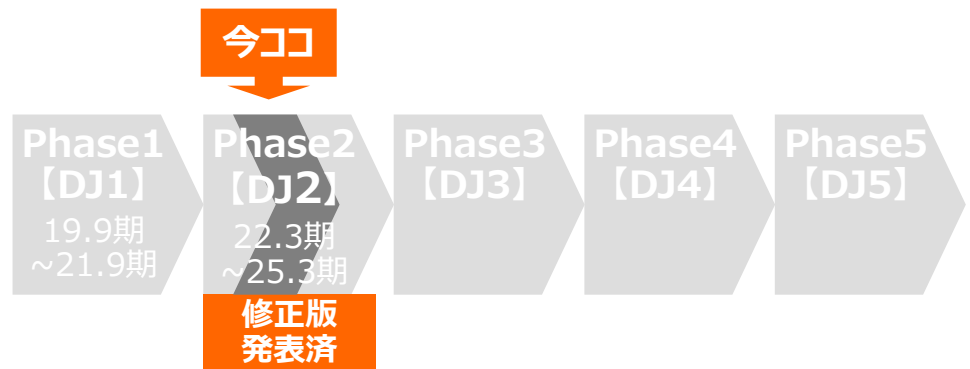 今ココ
Phase1
【DJ1】
19.9期
~21.9期
Phase2
【DJ2】
22.3期
~25.3期
修正版
発表済
Phase3
【DJ3】
Phase4
【DJ4】
Phase5
【DJ5】